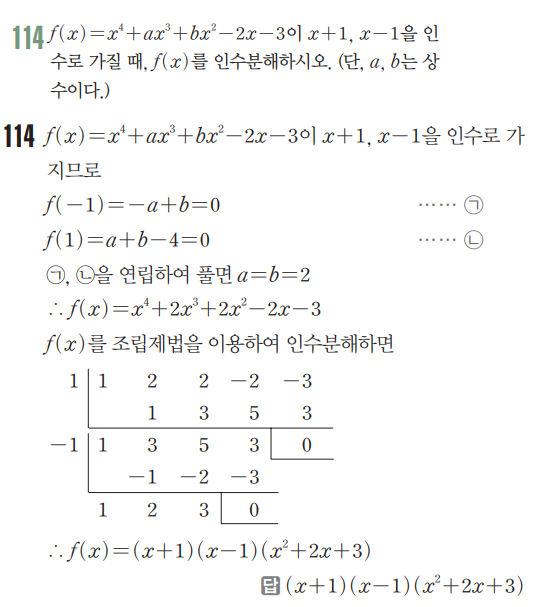 114 f(x)=x⁴+ax³+bx²−2x−3이 x+1, x−1을 인
수로 가질 때, f(x)를 인수분해하시오. (단, a, b는 상
수이다.)
114 f(x)=x⁴+ax³+bx²−2x−3이 x+1, x−1을 인수로 가
지므로
f(−1)=−a+b=0 ⋯⋯ ㉠
f(1)=a+b−4=0 ⋯⋯ ㉡
㉠, ㉡을 연립하여 풀면 a=b=2
∴ f(x)=x⁴+2x³+2x²−2x−3
f(x)를 조립제법을 이용하여 인수분해하면
1 1 2 2 −2 −3
1 3 5 3
−1 1 3 5 3 0
−1 −2 −3
1 2 3 0
∴ f(x)=(x+1)(x−1)(x²+2x+3)
답 (x+1)(x−1)(x²+2x+3)